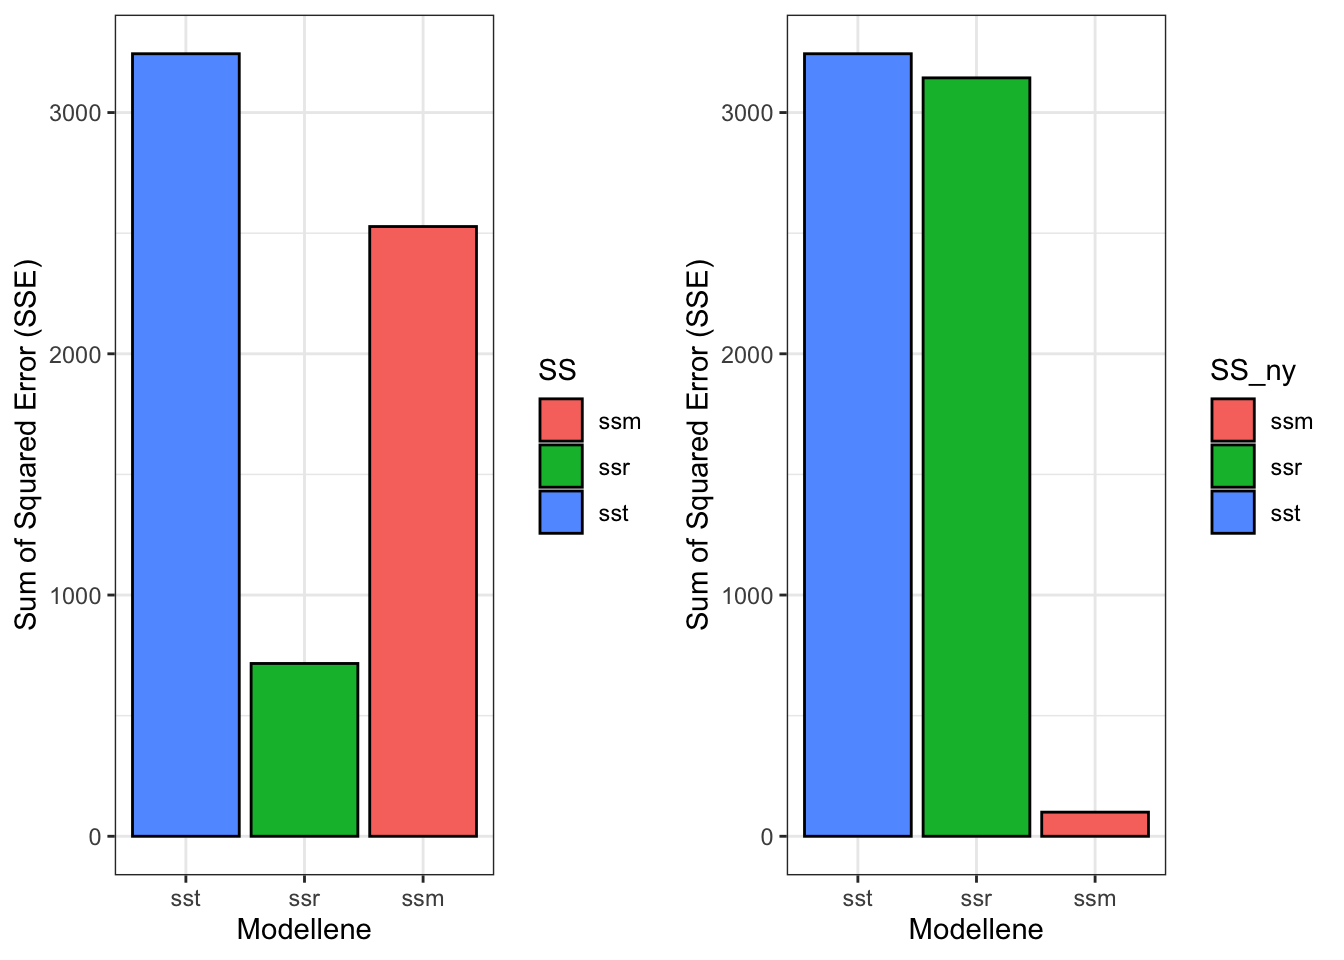 Sum of Squared Error (SSE)
3000
2000
1000
0
sst ssr ssm
Modellene
SS
ssm
ssr
sst
Sum of Squared Error (SSE)
3000
2000
1000
0
sst ssr ssm
Modellene
SS_ny
ssm
ssr
sst